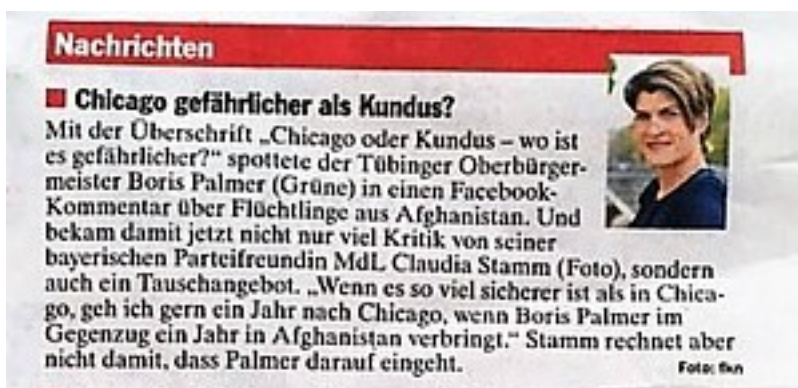 Nachrichten
Chicago gefährlicher als Kundus?
Mit der Überschrift „Chicago oder Kundus – wo ist
es gefährlicher?“ spottete der Tübinger Oberbürger-
meister Boris Palmer (Grüne) in einen Facebook-
Kommentar über Flüchtlinge aus Afghanistan. Und
bekam damit jetzt nicht nur viel Kritik von seiner
bayerischen Parteifreundin MdL Claudia Stamm (Foto), sondern
auch ein Tauschangebot. „Wenn es so viel sicherer ist als in Chica-
go, geh ich gern ein Jahr nach Chicago, wenn Boris Palmer im
Gegenzug ein Jahr in Afghanistan verbringt.“ Stamm rechnet aber
nicht damit, dass Palmer darauf eingeht.
Foto: fkn